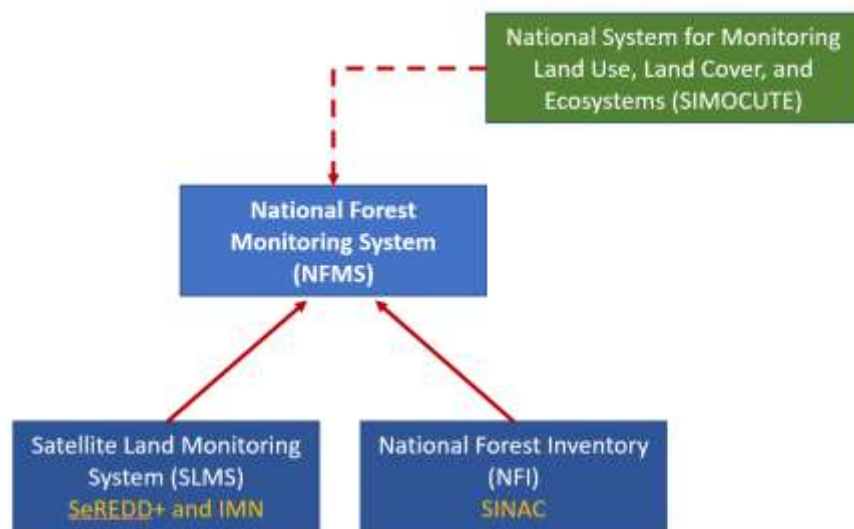 National System for Monitoring
Land Use, Land Cover, and
Ecosystems (SIMOCUTE)
National Forest
Monitoring System
(NFMS)
Satellite Land Monitoring
System (SLMS)
SeREDD+ and IMN
National Forest Inventory
(NFI)
SINAC